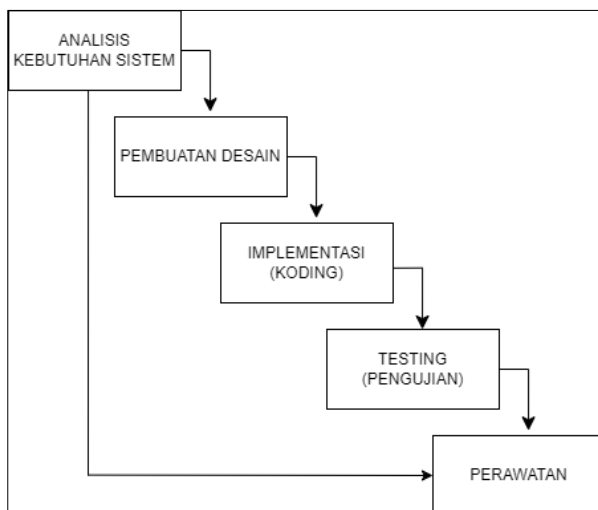 ANALISIS
KEBUTUHAN SISTEM
PEMBUATAN DESAIN
IMPLEMENTASI
(KODING)
TESTING
(PENGUJIAN)
PERAWATAN